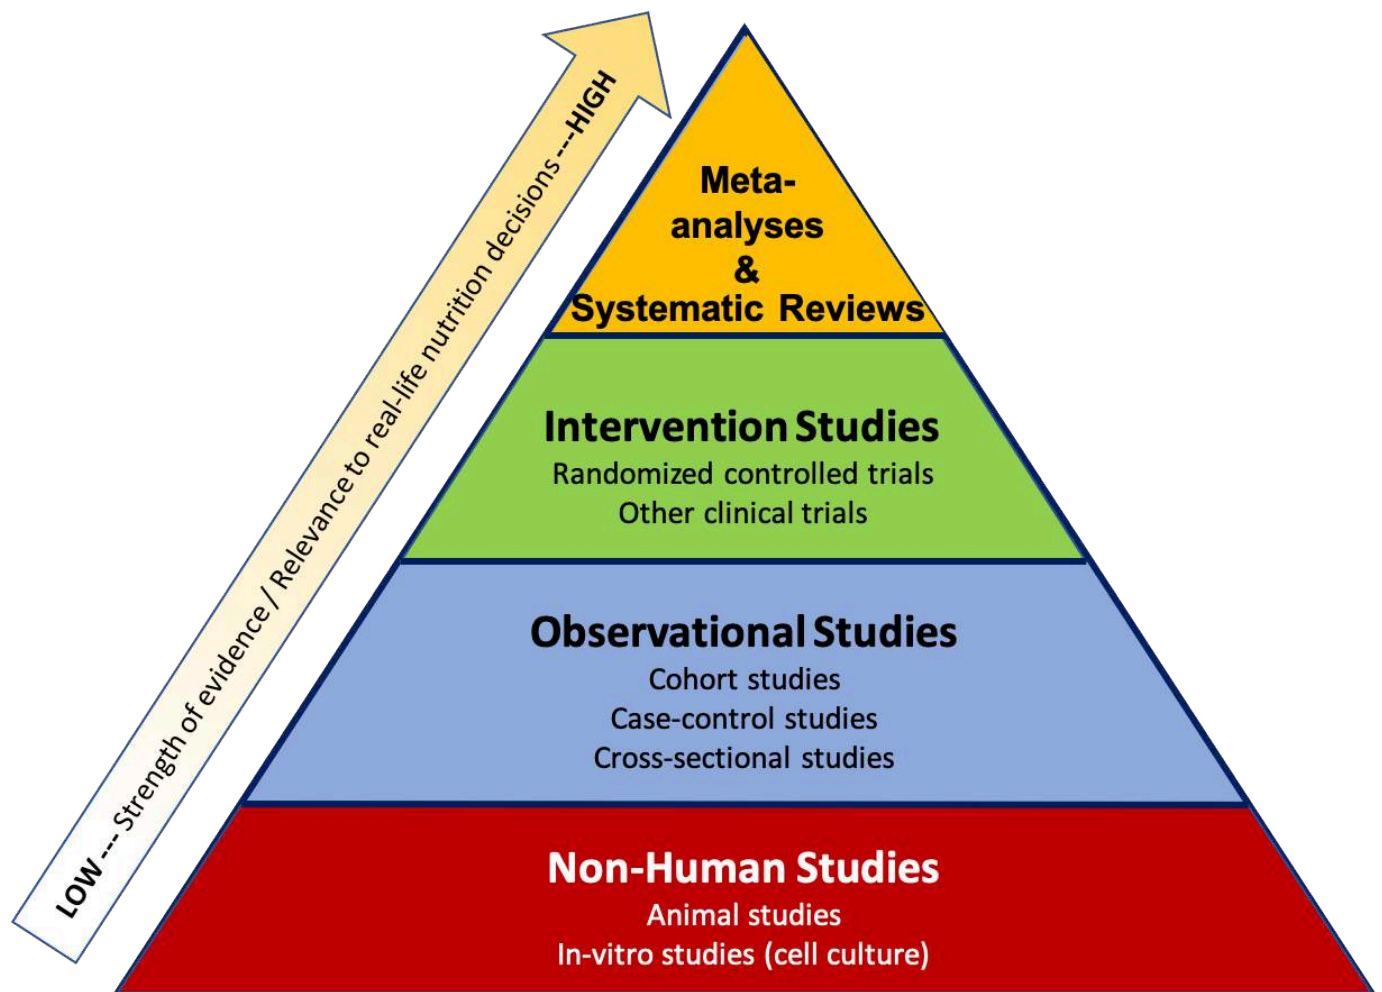 LOW --- Strength of evidence / Relevance to real-life nutrition decisions ---HIGH
Meta-
analyses
&
Systematic Reviews
Intervention Studies
Randomized controlled trials
Other clinical trials
Observational Studies
Cohort studies
Case-control studies
Cross-sectional studies
Non-Human Studies
Animal studies
In-vitro studies (cell culture)